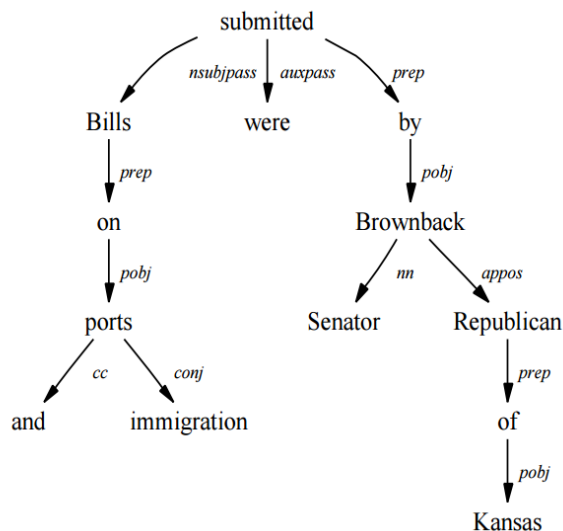 submitted
nsubjpass auxpass prep
Bills were by
prep pobj
on Brownback
pobj nn appos
ports Senator Republican
cc conj prep
and immigration of
pobj
Kansas